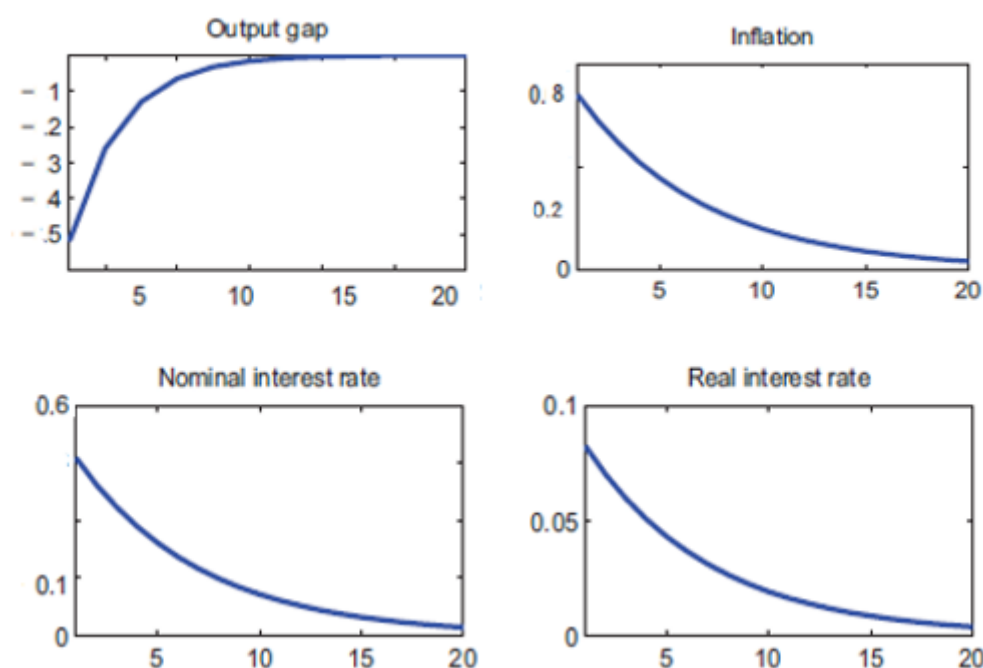 Output gap
– 1
– .2
– 3
– 4
– .5
5 10 15 20
Inflation
0. 8
0.2
0
5 10 15 20
Nominal interest rate
0.6
0.1
0
5 10 15 20
Real interest rate
0.1
0.05
0
5 10 15 20